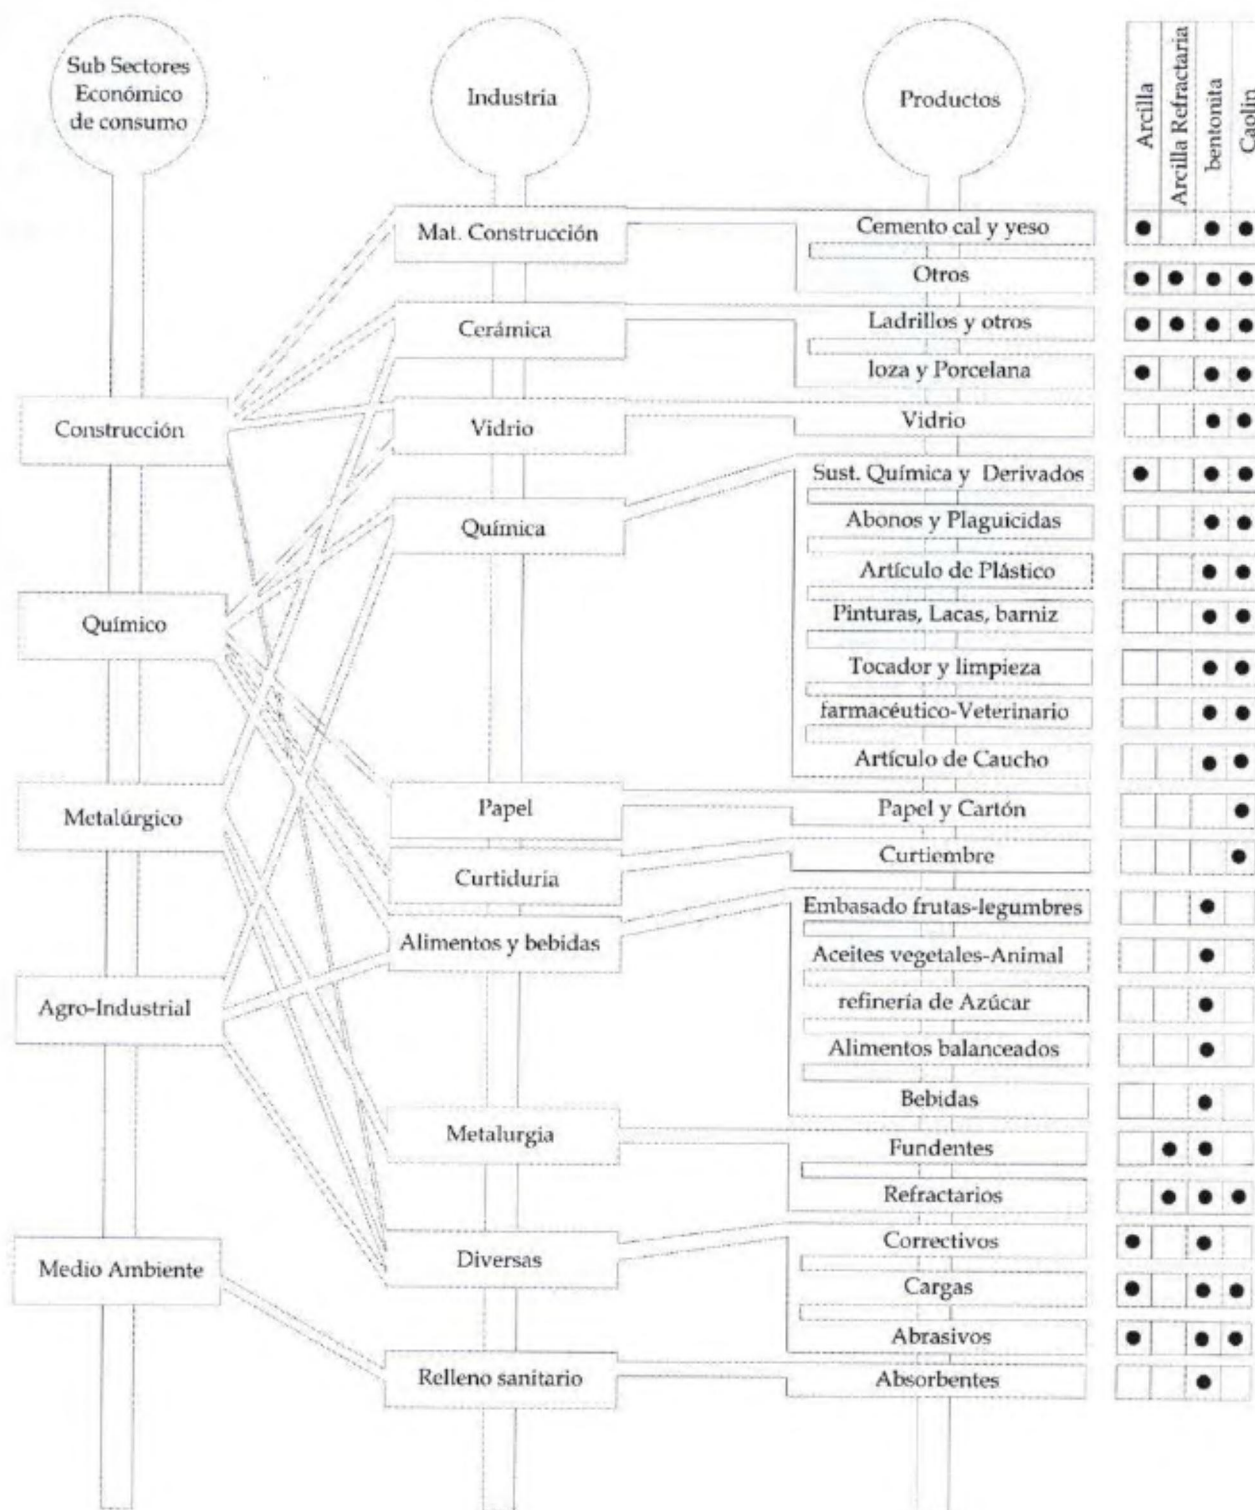 Sub Sectores
Económico
de consumo
Industria
Productos
Arcilla
Arcilla Refractaria
bentonita
Caolin
Mat. Construcción
Cemento cal y yeso
Otros
Cerámica
Ladrillos y otros
loza y Porcelana
Construcción
Vidrio
Vidrio
Sust. Química y Derivados
Química
Abonos y Plaguicidas
Artículo de Plástico
Químico
Pinturas, Lacas, barniz
Tocador y limpieza
farmacéutico-Veterinario
Artículo de Caucho
Metalúrgico
Papel
Papel y Cartón
Curtiduria
Curtiembre
Embasado frutas-legumbres
Alimentos y bebidas
Aceites vegetales-Animal
Agro-Industrial
refinería de Azúcar
Alimentos balanceados
Bebidas
Metalurgia
Fundentes
Refractarios
Correctivos
Medio Ambiente
Diversas
Cargas
Abrasivos
Relleno sanitario
Absorbentes